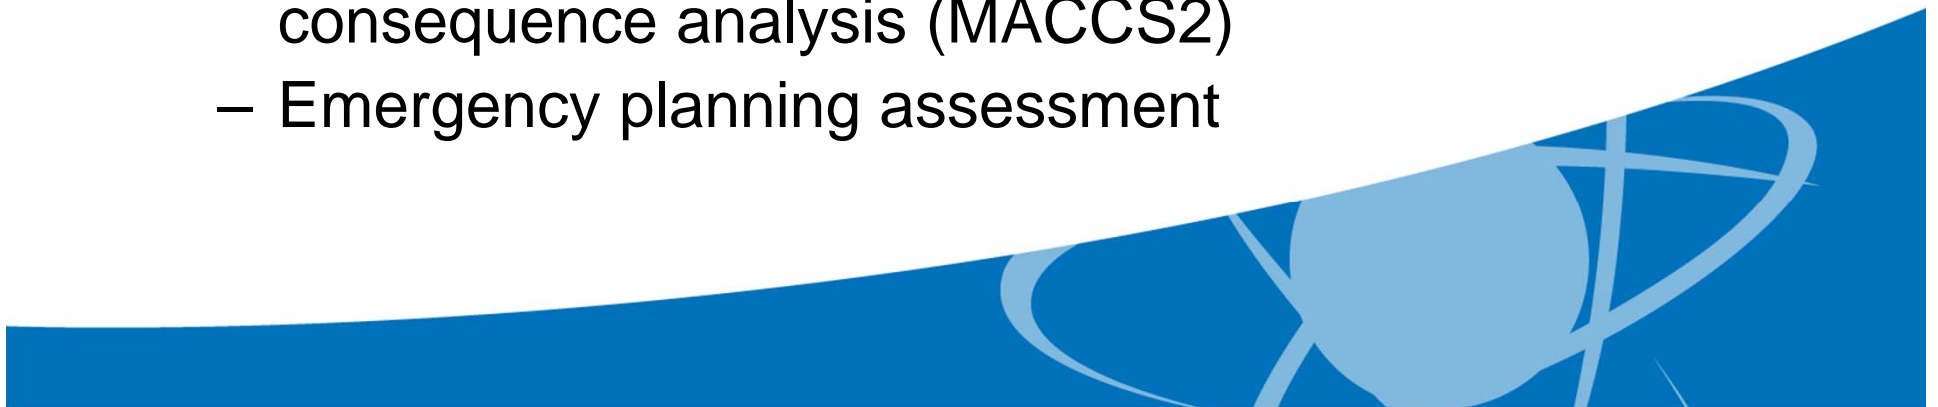 consequence analysis (MACCS2)
– Emergency planning assessment